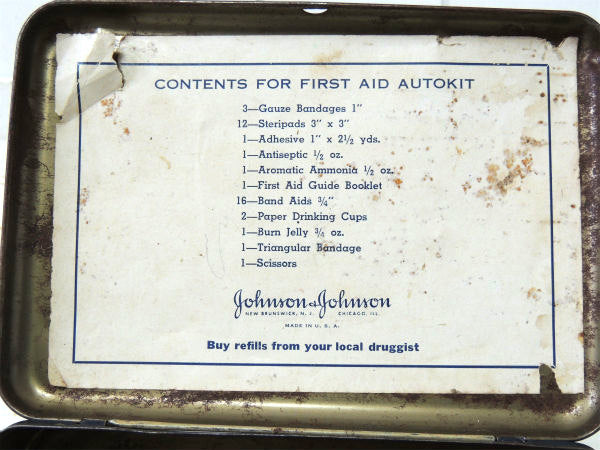 CONTENTS FOR FIRST AID AUTOKIT
3—Gauze Bandages 1"
12—Steripads 3" x 3"
1—Adhesive 1" x 2½ yds.
1—Antiseptic ½ oz.
1—Aromatic Ammonia ½ oz.
1—First Aid Guide Booklet
16—Band Aids ¾"
2—Paper Drinking Cups
1—Burn Jelly ¾ oz.
1—Triangular Bandage
1—Scissors
Johnson & Johnson
NEW BRUNSWICK, N. J. CHICAGO, ILL.
MADE IN U. S. A.
Buy refills from your local druggist